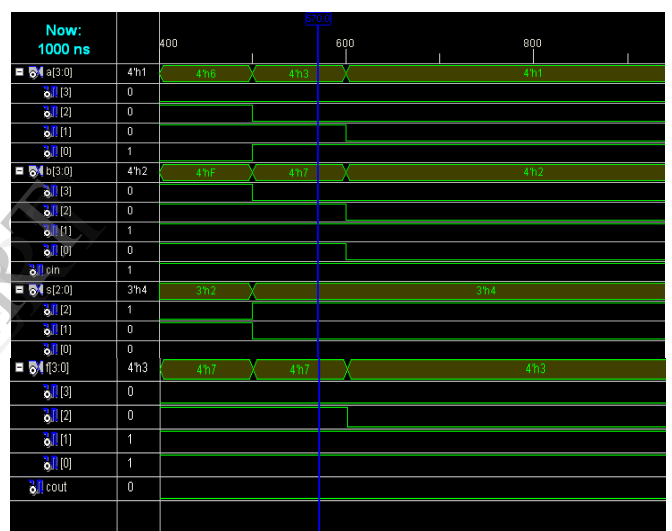 Now:
1000 ns
400 600 800
a[3:0] 4'h1 4'h6 4'h3 4'h1
[3] 0
[2] 0
[1] 0
[0] 1
b[3:0] 4'h2 4'hF 4'h7 4'h2
[3] 0
[2] 0
[1] 1
[0] 0
cin 1
s[2:0] 3'h4 3'h2 3'h4
[2] 1
[1] 0
[0] 0
f[3:0] 4'h3 4'h7 4'h7 4'h3
[3] 0
[2] 0
[1] 1
[0] 1
cout 0